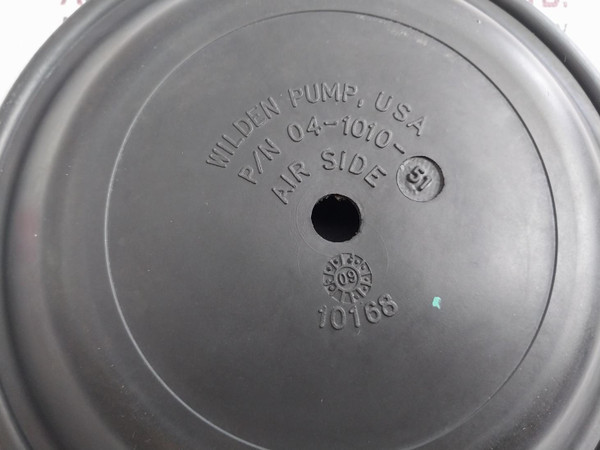 WILDEN PUMP, USA
P/N 04-1010-51
AIR SIDE
09
10168